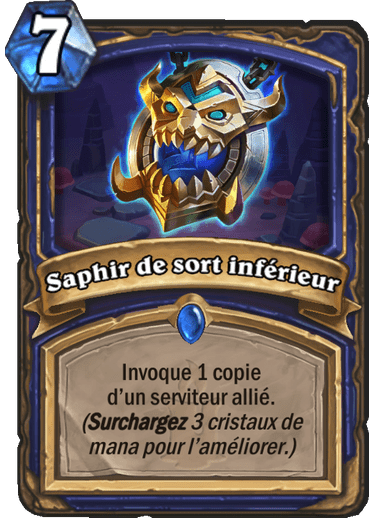 7
Saphir de sort inférieur
Invoque 1 copie
d'un serviteur allié.
(Surchargez 3 cristaux de
mana pour l'améliorer.)